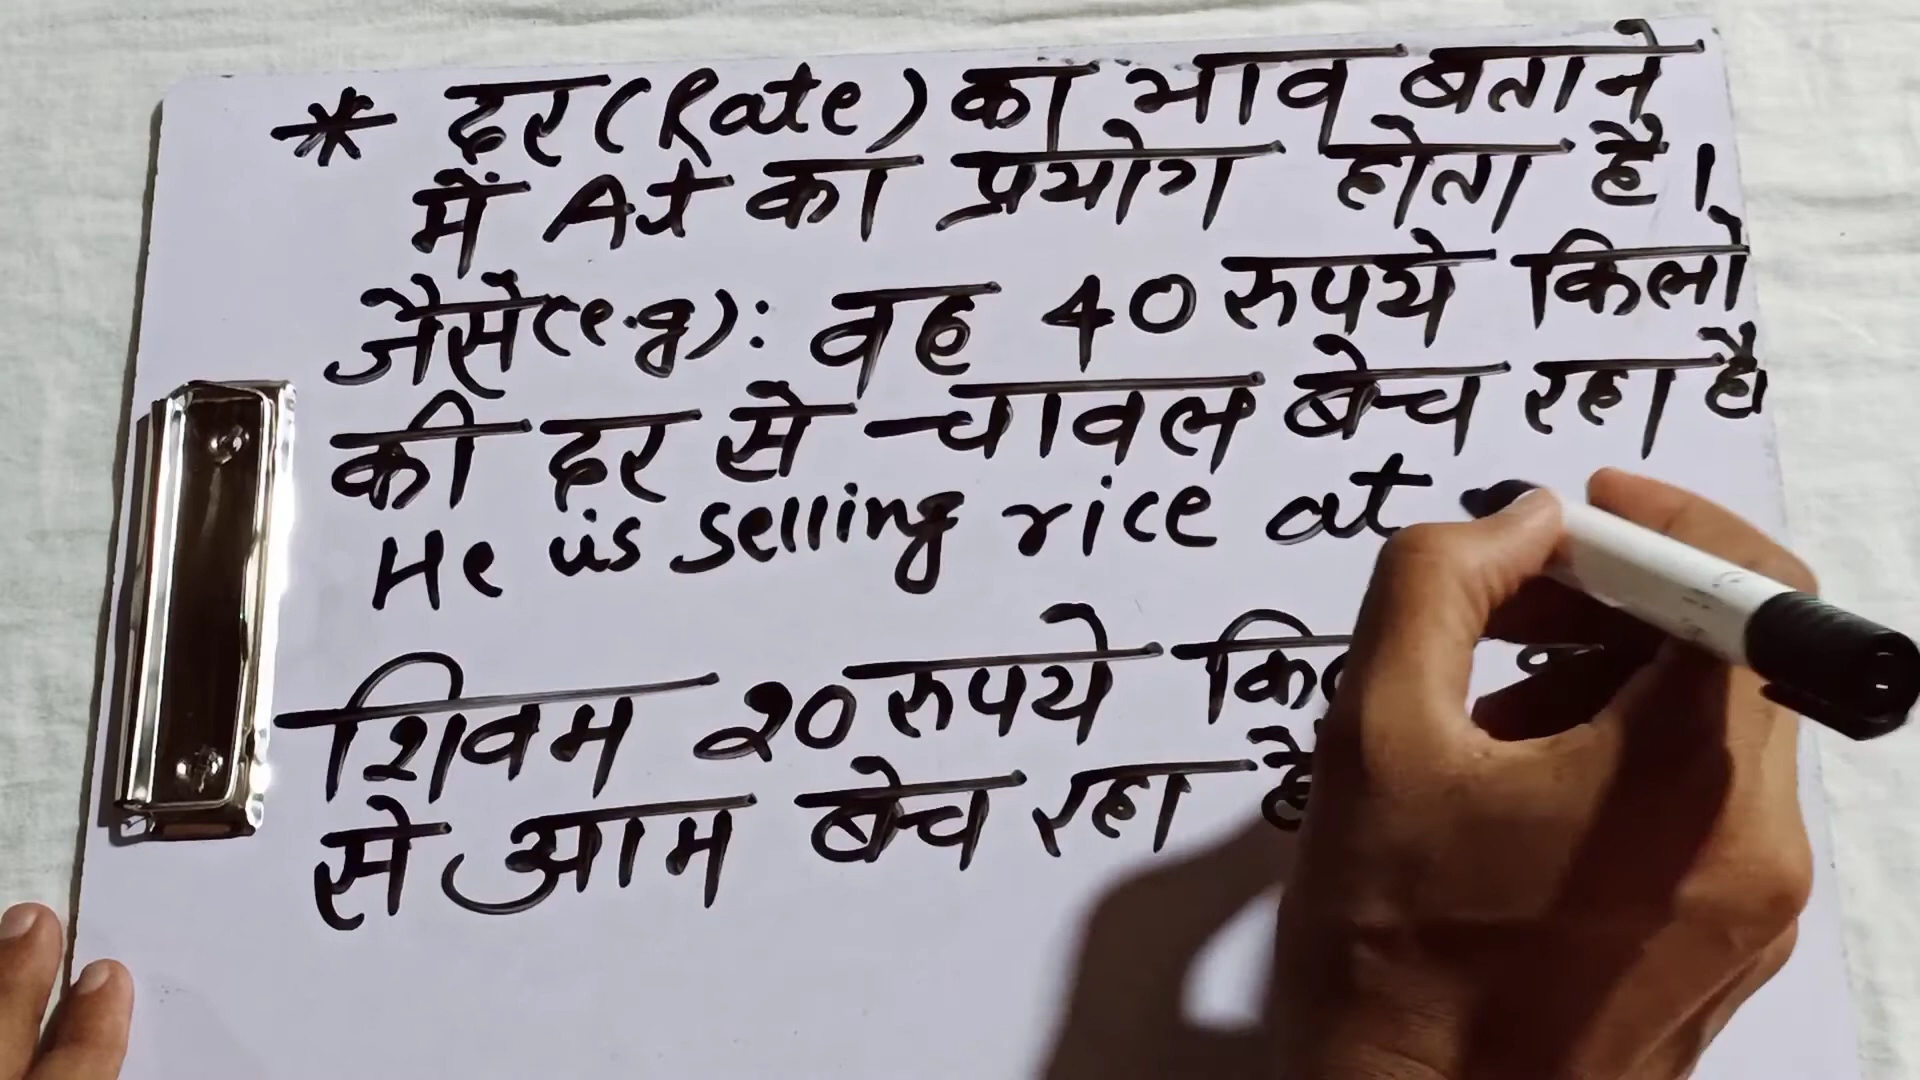 * दर (Rate) का भाव बताने
में At का प्रयोग होता है।
जैसे (e.g): वह 40 रुपये किलो
की दर से चावल बेच रहा है।
He is selling rice at
शिवम 20 रुपये
से आम बेच रहा है